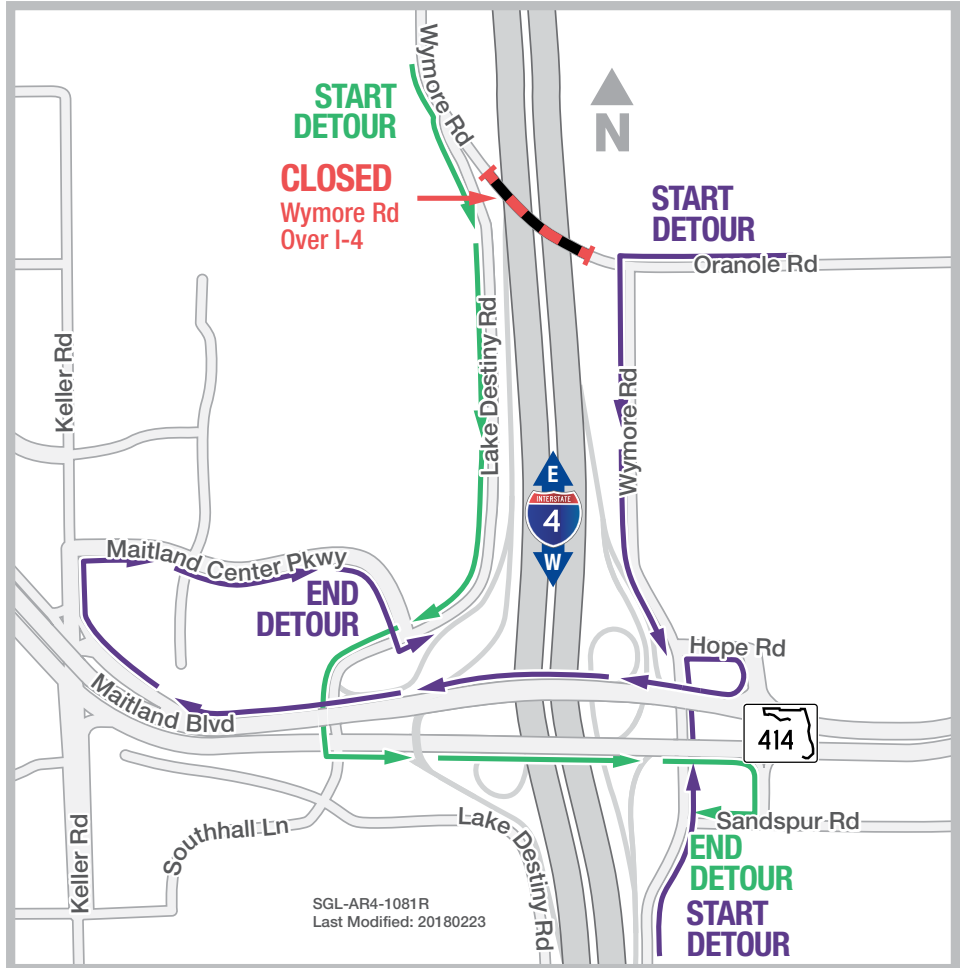 Wymore Rd
START
DETOUR
N
CLOSED
Wymore Rd
Over I-4
START
DETOUR
Oranole Rd
Keller Rd
Lake Destiny Rd
Wymore Rd
E
INTERSTATE
4
W
Maitland Center Pkwy
END
DETOUR
Hope Rd
Maitland Blvd
414
Keller Rd
Southhall Ln
Lake Destiny Rd
Sandspur Rd
END
DETOUR
START
DETOUR
SGL-AR4-1081R
Last Modified: 20180223